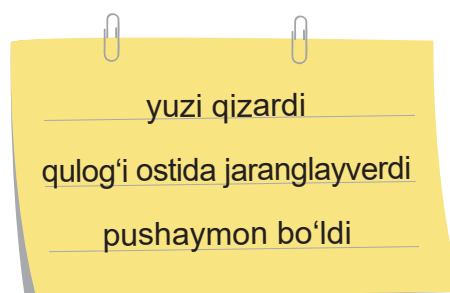 yuzi qizardi
qulog‘i ostida jaranglayverdi
pushaymon bo‘ldi